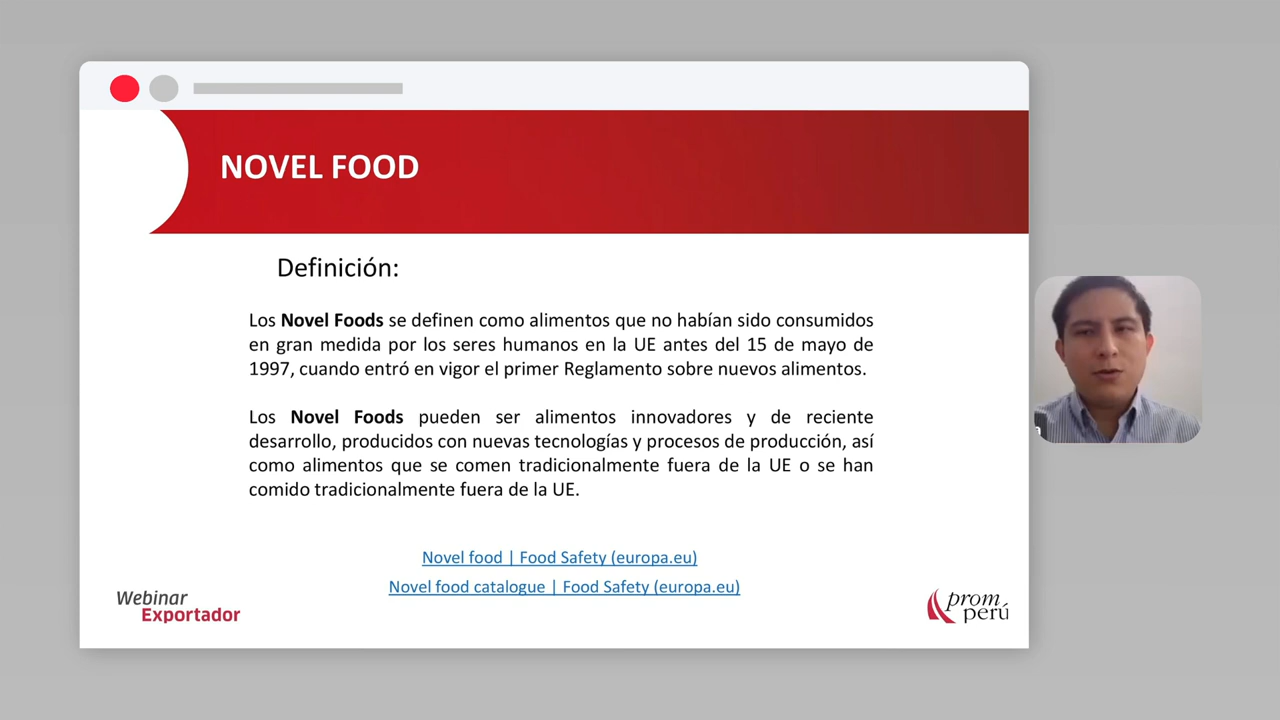 NOVEL FOOD
Definición:
Los Novel Foods se definen como alimentos que no habían sido consumidos
en gran medida por los seres humanos en la UE antes del 15 de mayo de
1997, cuando entró en vigor el primer Reglamento sobre nuevos alimentos.
Los Novel Foods pueden ser alimentos innovadores y de reciente
desarrollo, producidos con nuevas tecnologías y procesos de producción, así
como alimentos que se comen tradicionalmente fuera de la UE o se han
comido tradicionalmente fuera de la UE.
Novel food | Food Safety (europa.eu)
Novel food catalogue | Food Safety (europa.eu)
Webinar
Exportador
prom
perú